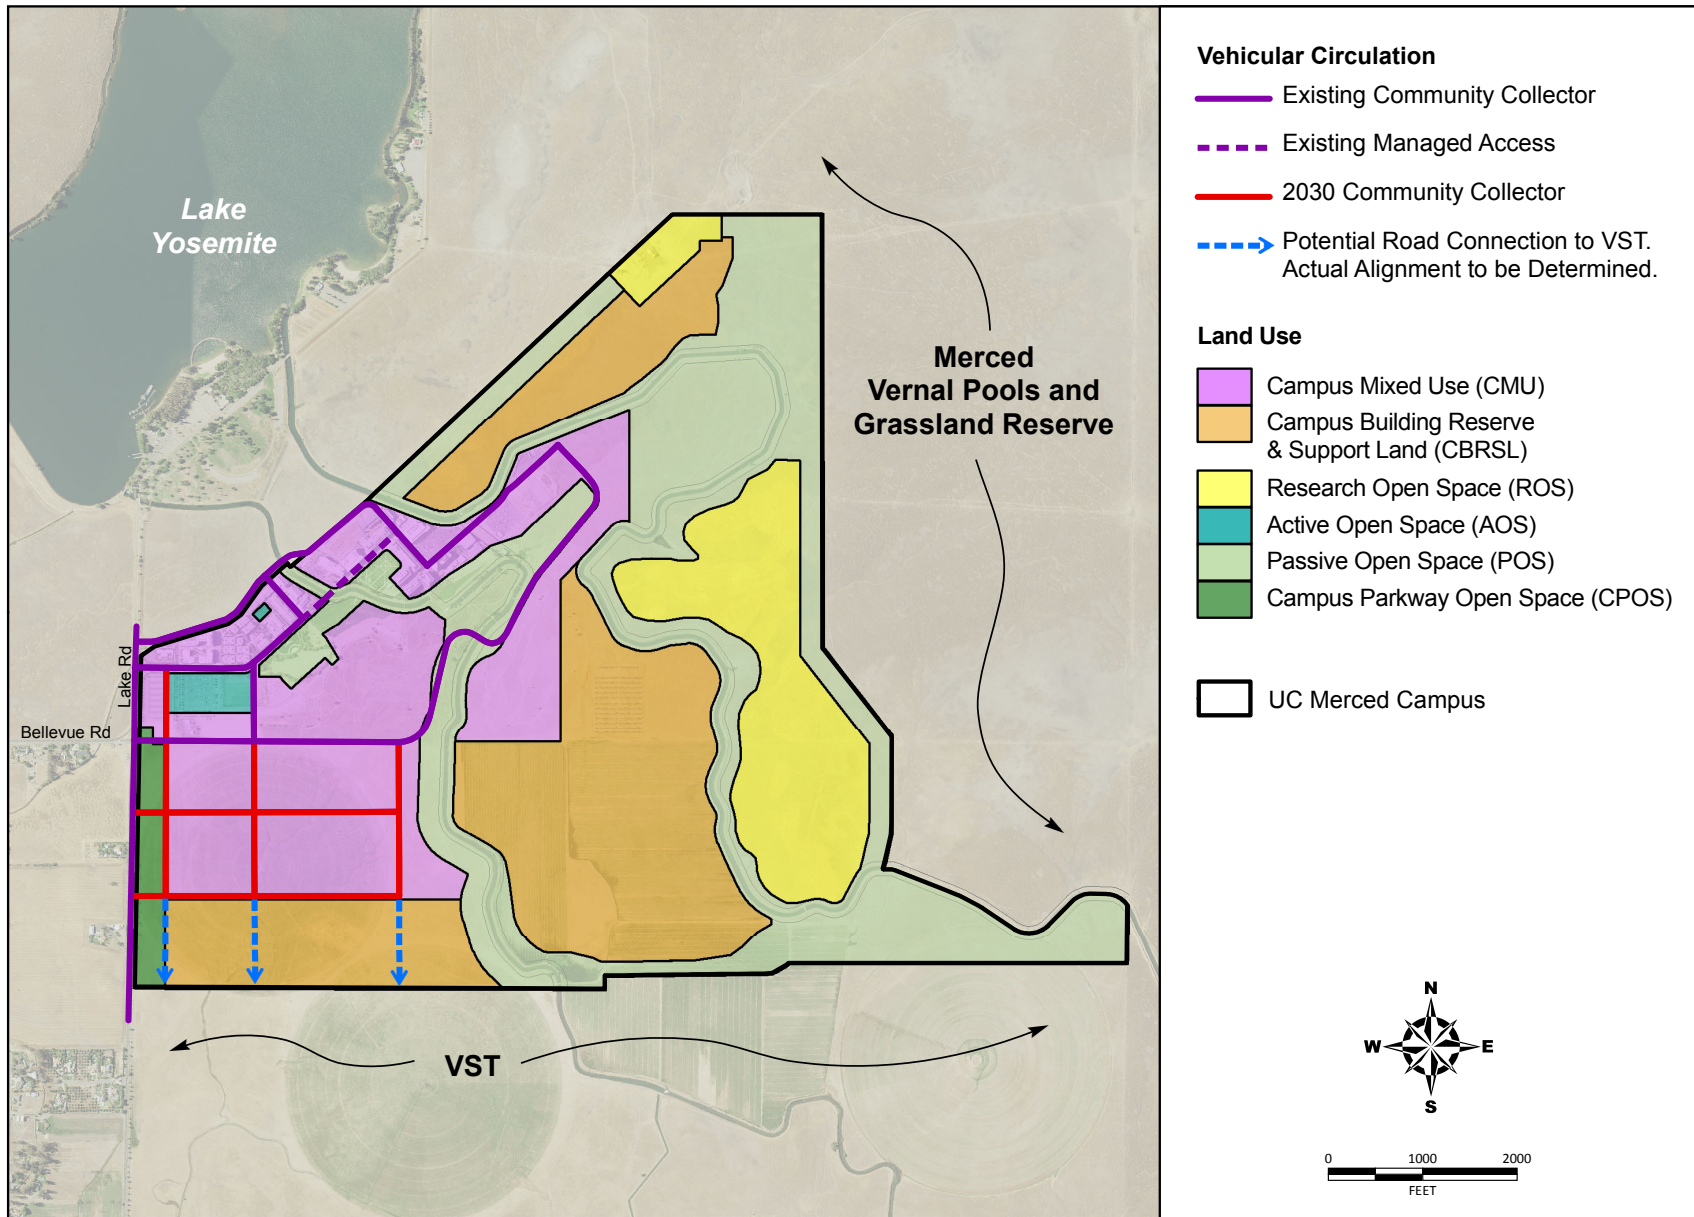 Lake
Yosemite
Merced
Vernal Pools and
Grassland Reserve
Lake Rd
Bellevue Rd
VST
Vehicular Circulation
Existing Community Collector
Existing Managed Access
2030 Community Collector
Potential Road Connection to VST.
Actual Alignment to be Determined.
Land Use
Campus Mixed Use (CMU)
Campus Building Reserve
& Support Land (CBRSL)
Research Open Space (ROS)
Active Open Space (AOS)
Passive Open Space (POS)
Campus Parkway Open Space (CPOS)
UC Merced Campus
N
W E
S
0 1000 2000
FEET